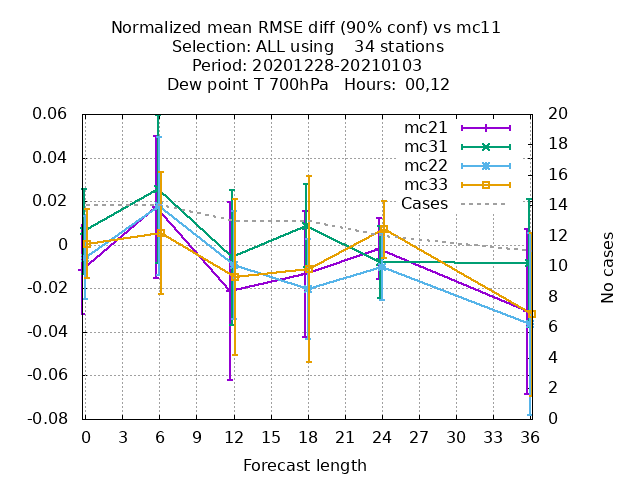 Normalized mean RMSE diff (90% conf) vs mc11
Selection: ALL using    34 stations
Period: 20201228-20210103
Dew point T 700hPa   Hours: 00,12
0.06
0.04
0.02
0
-0.02
-0.04
-0.06
-0.08
mc21
mc31
mc22
mc33
Cases
20
18
16
14
12
10
8
6
4
2
0
No cases
0 3 6 9 12 15 18 21 24 27 30 33 36
Forecast length